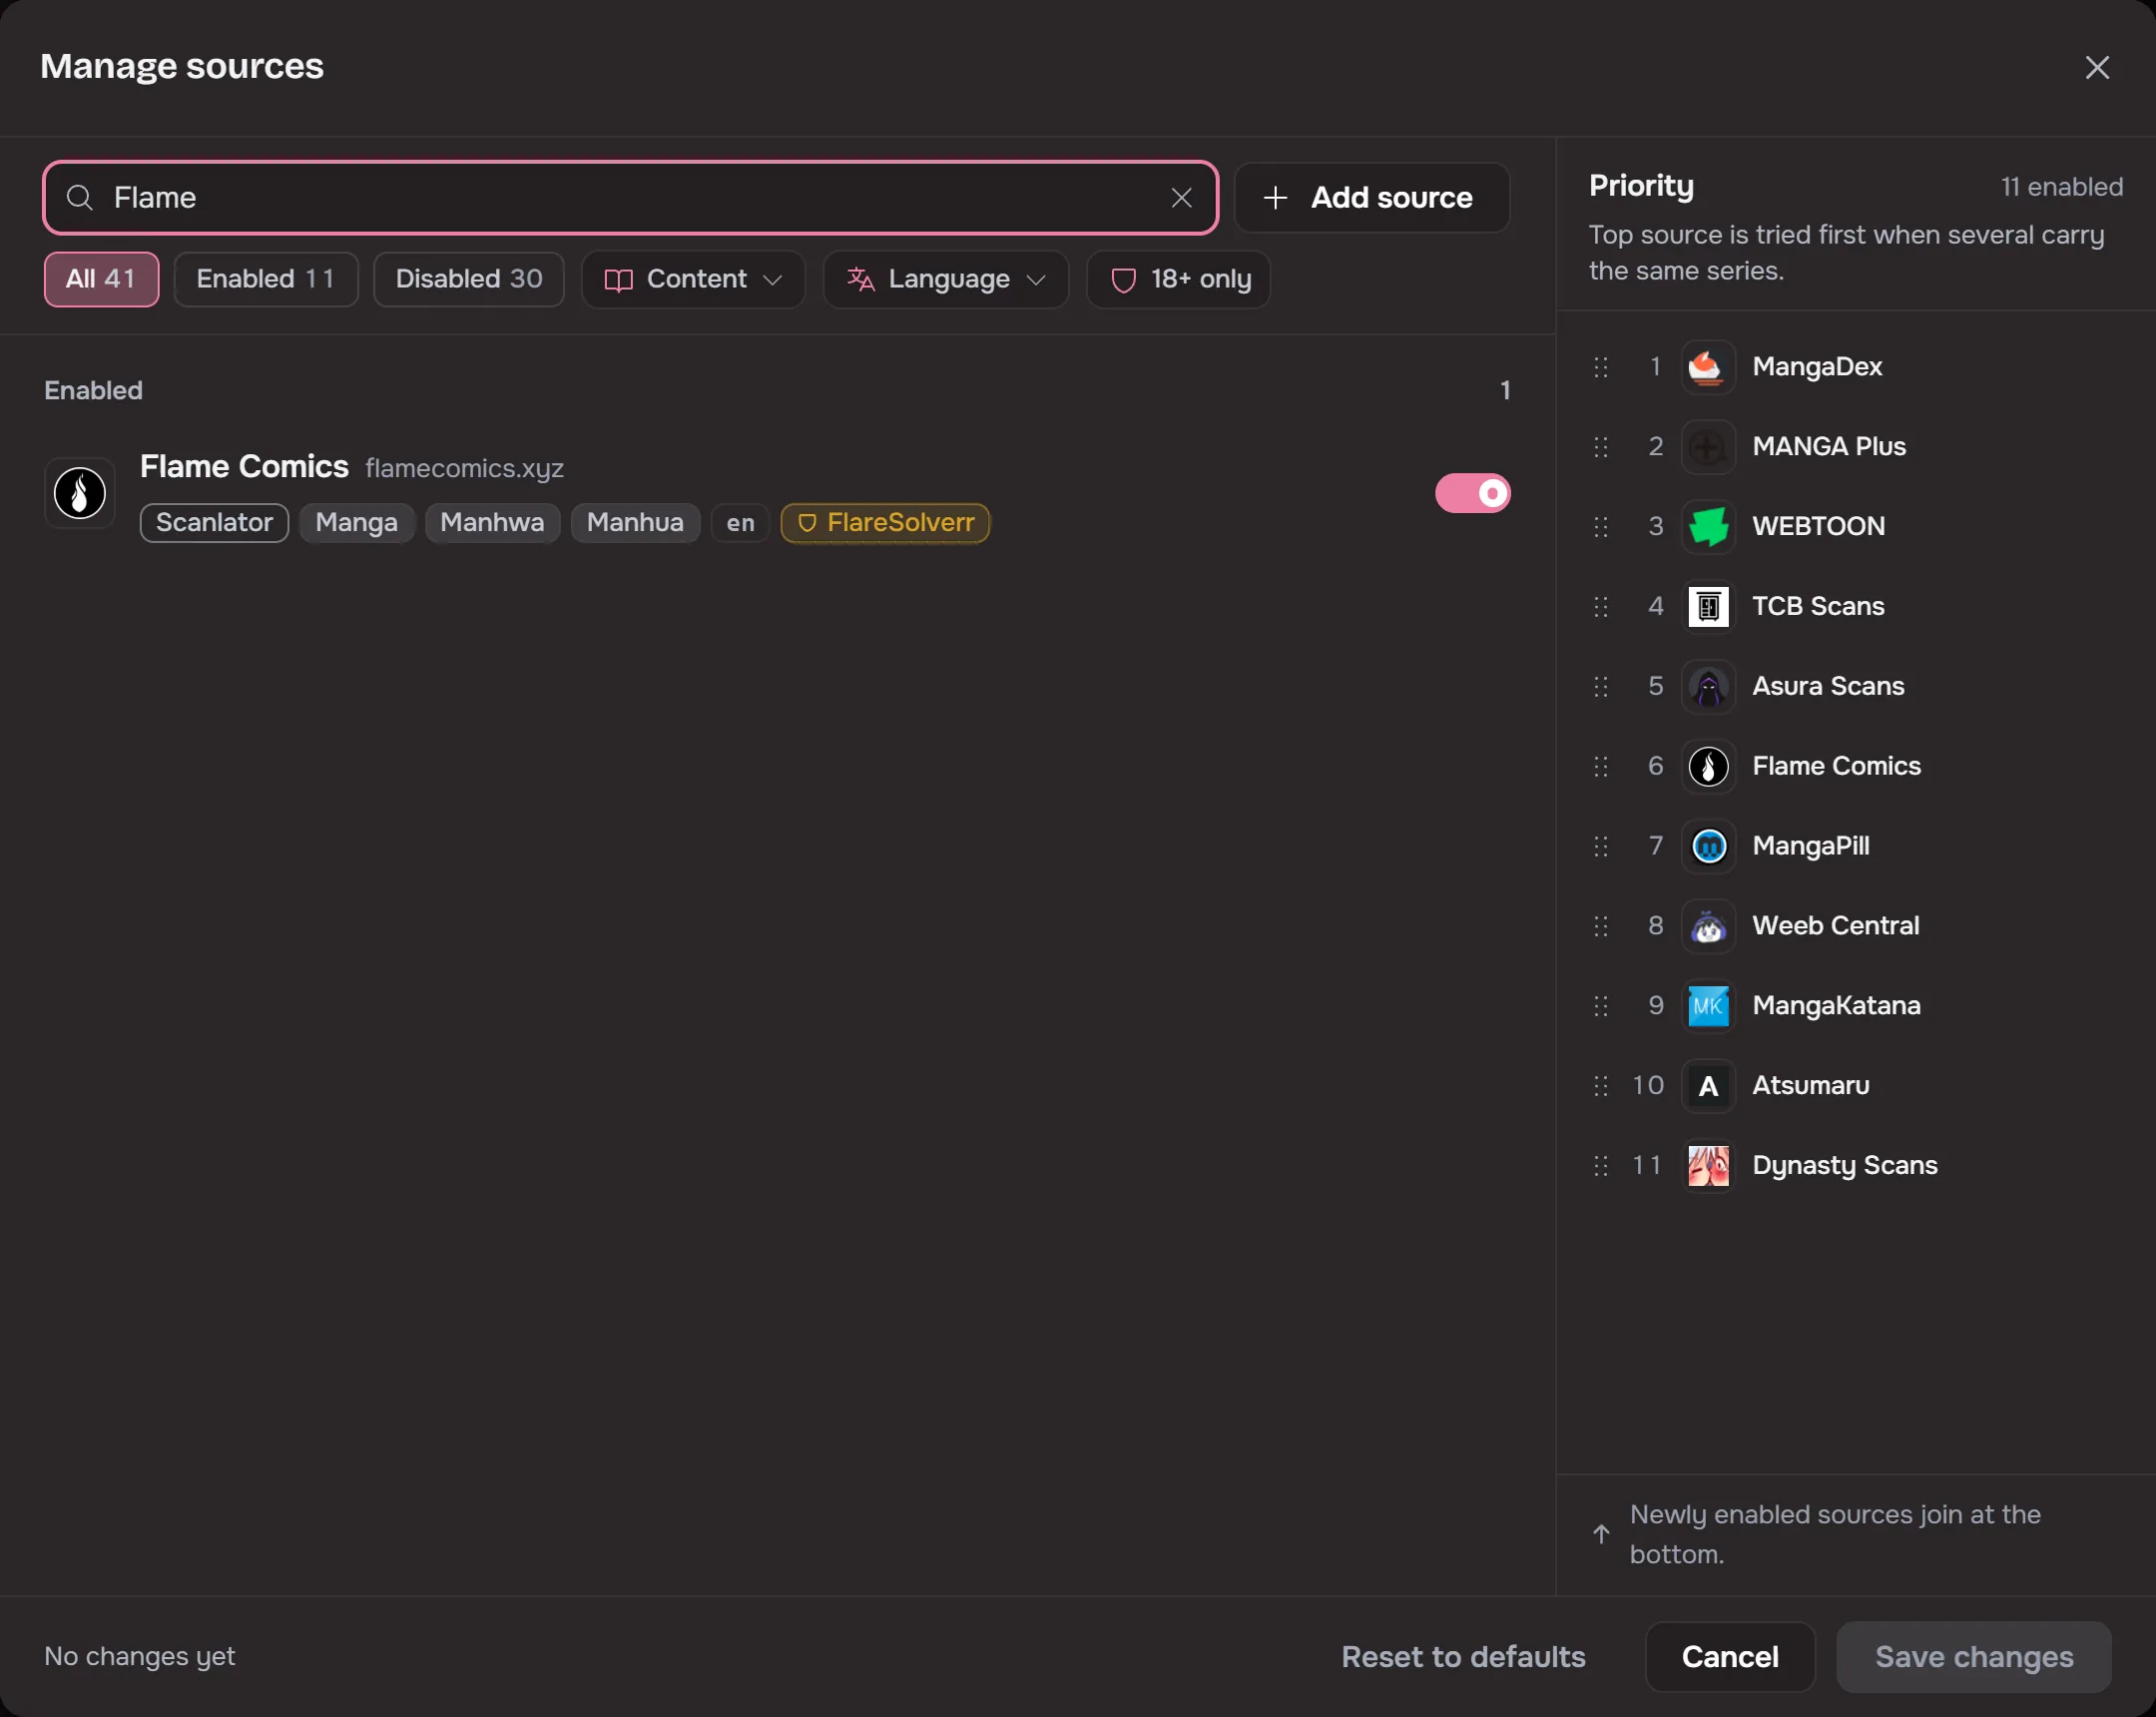 Manage sources
Flame
Add source
All 41
Enabled 11
Disabled 30
Content
Language
18+ only
Enabled
1
Flame Comics flamecomics.xyz
Scanlator Manga Manhwa Manhua en FlareSolverr
Priority
11 enabled
Top source is tried first when several carry
the same series.
1 MangaDex
2 MANGA Plus
3 WEBTOON
4 TCB Scans
5 Asura Scans
6 Flame Comics
7 MangaPill
8 Weeb Central
9 MK MangaKatana
10 A Atsumaru
11 Dynasty Scans
Newly enabled sources join at the
bottom.
No changes yet
Reset to defaults
Cancel
Save changes